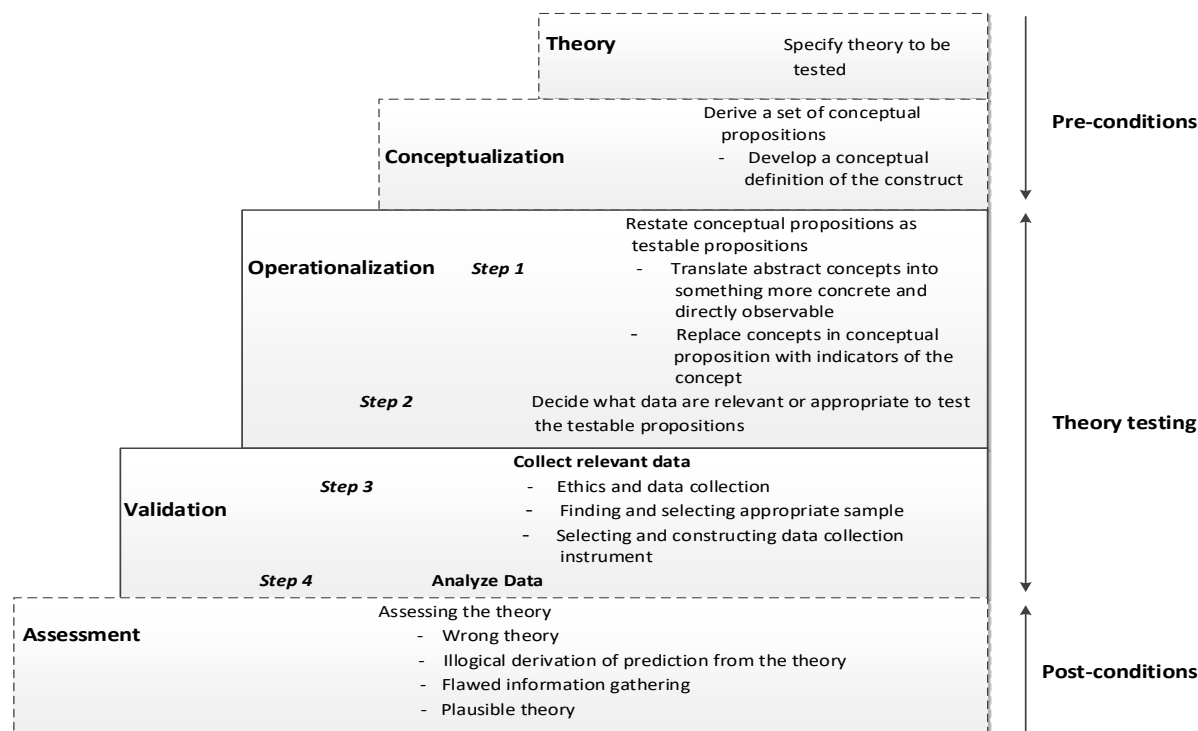 Theory
Specify theory to be
tested
Pre-conditions
Conceptualization
Derive a set of conceptual
propositions
- Develop a conceptual
definition of the construct
Operationalization
Step 1
Restate conceptual propositions as
testable propositions
- Translate abstract concepts into
something more concrete and
directly observable
- Replace concepts in conceptual
proposition with indicators of the
concept
Step 2
Decide what data are relevant or appropriate to test
the testable propositions
Theory testing
Validation
Step 3
Collect relevant data
- Ethics and data collection
- Finding and selecting appropriate sample
- Selecting and constructing data collection
instrument
Step 4
Analyze Data
Assessment
Assessing the theory
- Wrong theory
- Illogical derivation of prediction from the theory
- Flawed information gathering
- Plausible theory
Post-conditions